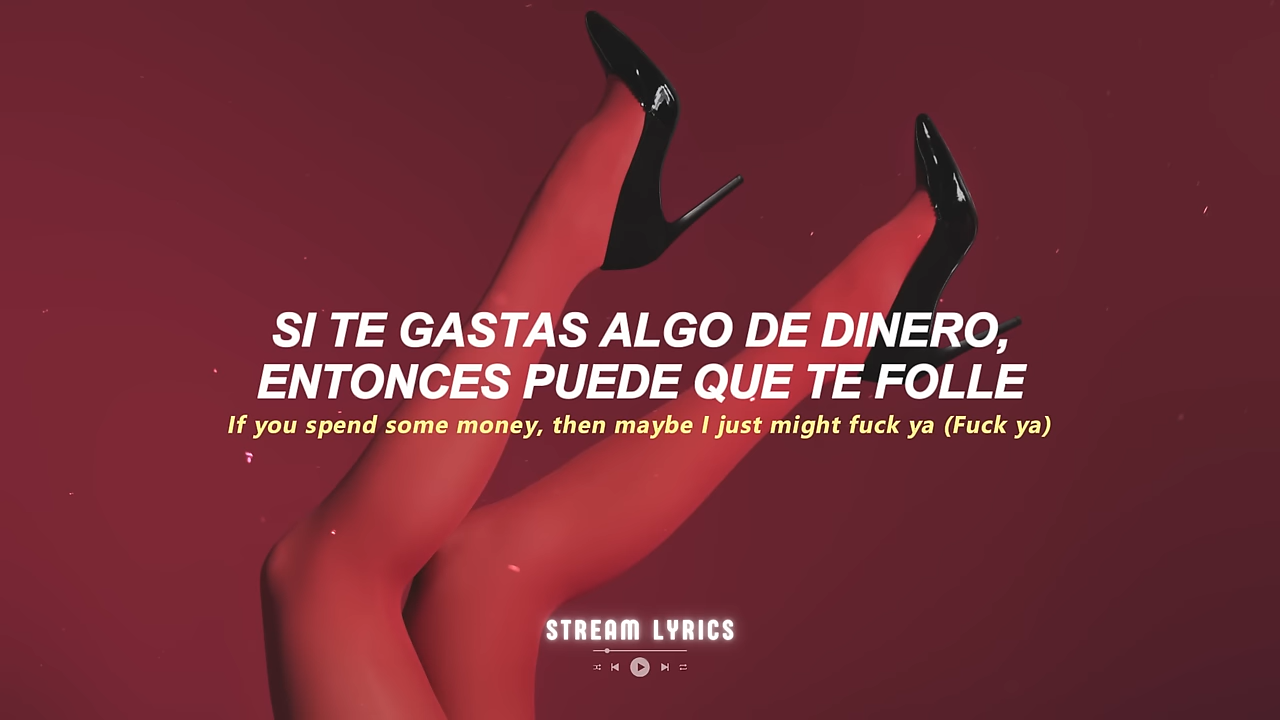 SI TE GASTAS ALGO DE DINERO,
ENTONCES PUEDE QUE TE FOLLE
If you spend some money, then maybe I just might fuck ya (Fuck ya)
STREAM LYRICS